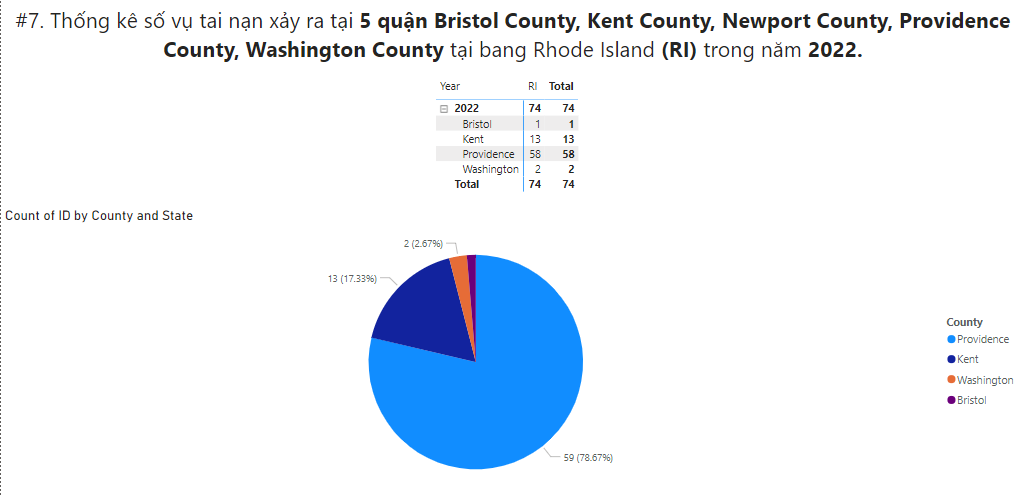 #7. Thống kê số vụ tai nạn xảy ra tại 5 quận Bristol County, Kent County, Newport County, Providence
County, Washington County tại bang Rhode Island (RI) trong năm 2022.
Year RI Total
2022 74 74
Bristol 1 1
Kent 13 13
Providence 58 58
Washington 2 2
Total 74 74
Count of ID by County and State
2 (2.67%)
13 (17.33%)
59 (78.67%)
County
Providence
Kent
Washington
Bristol